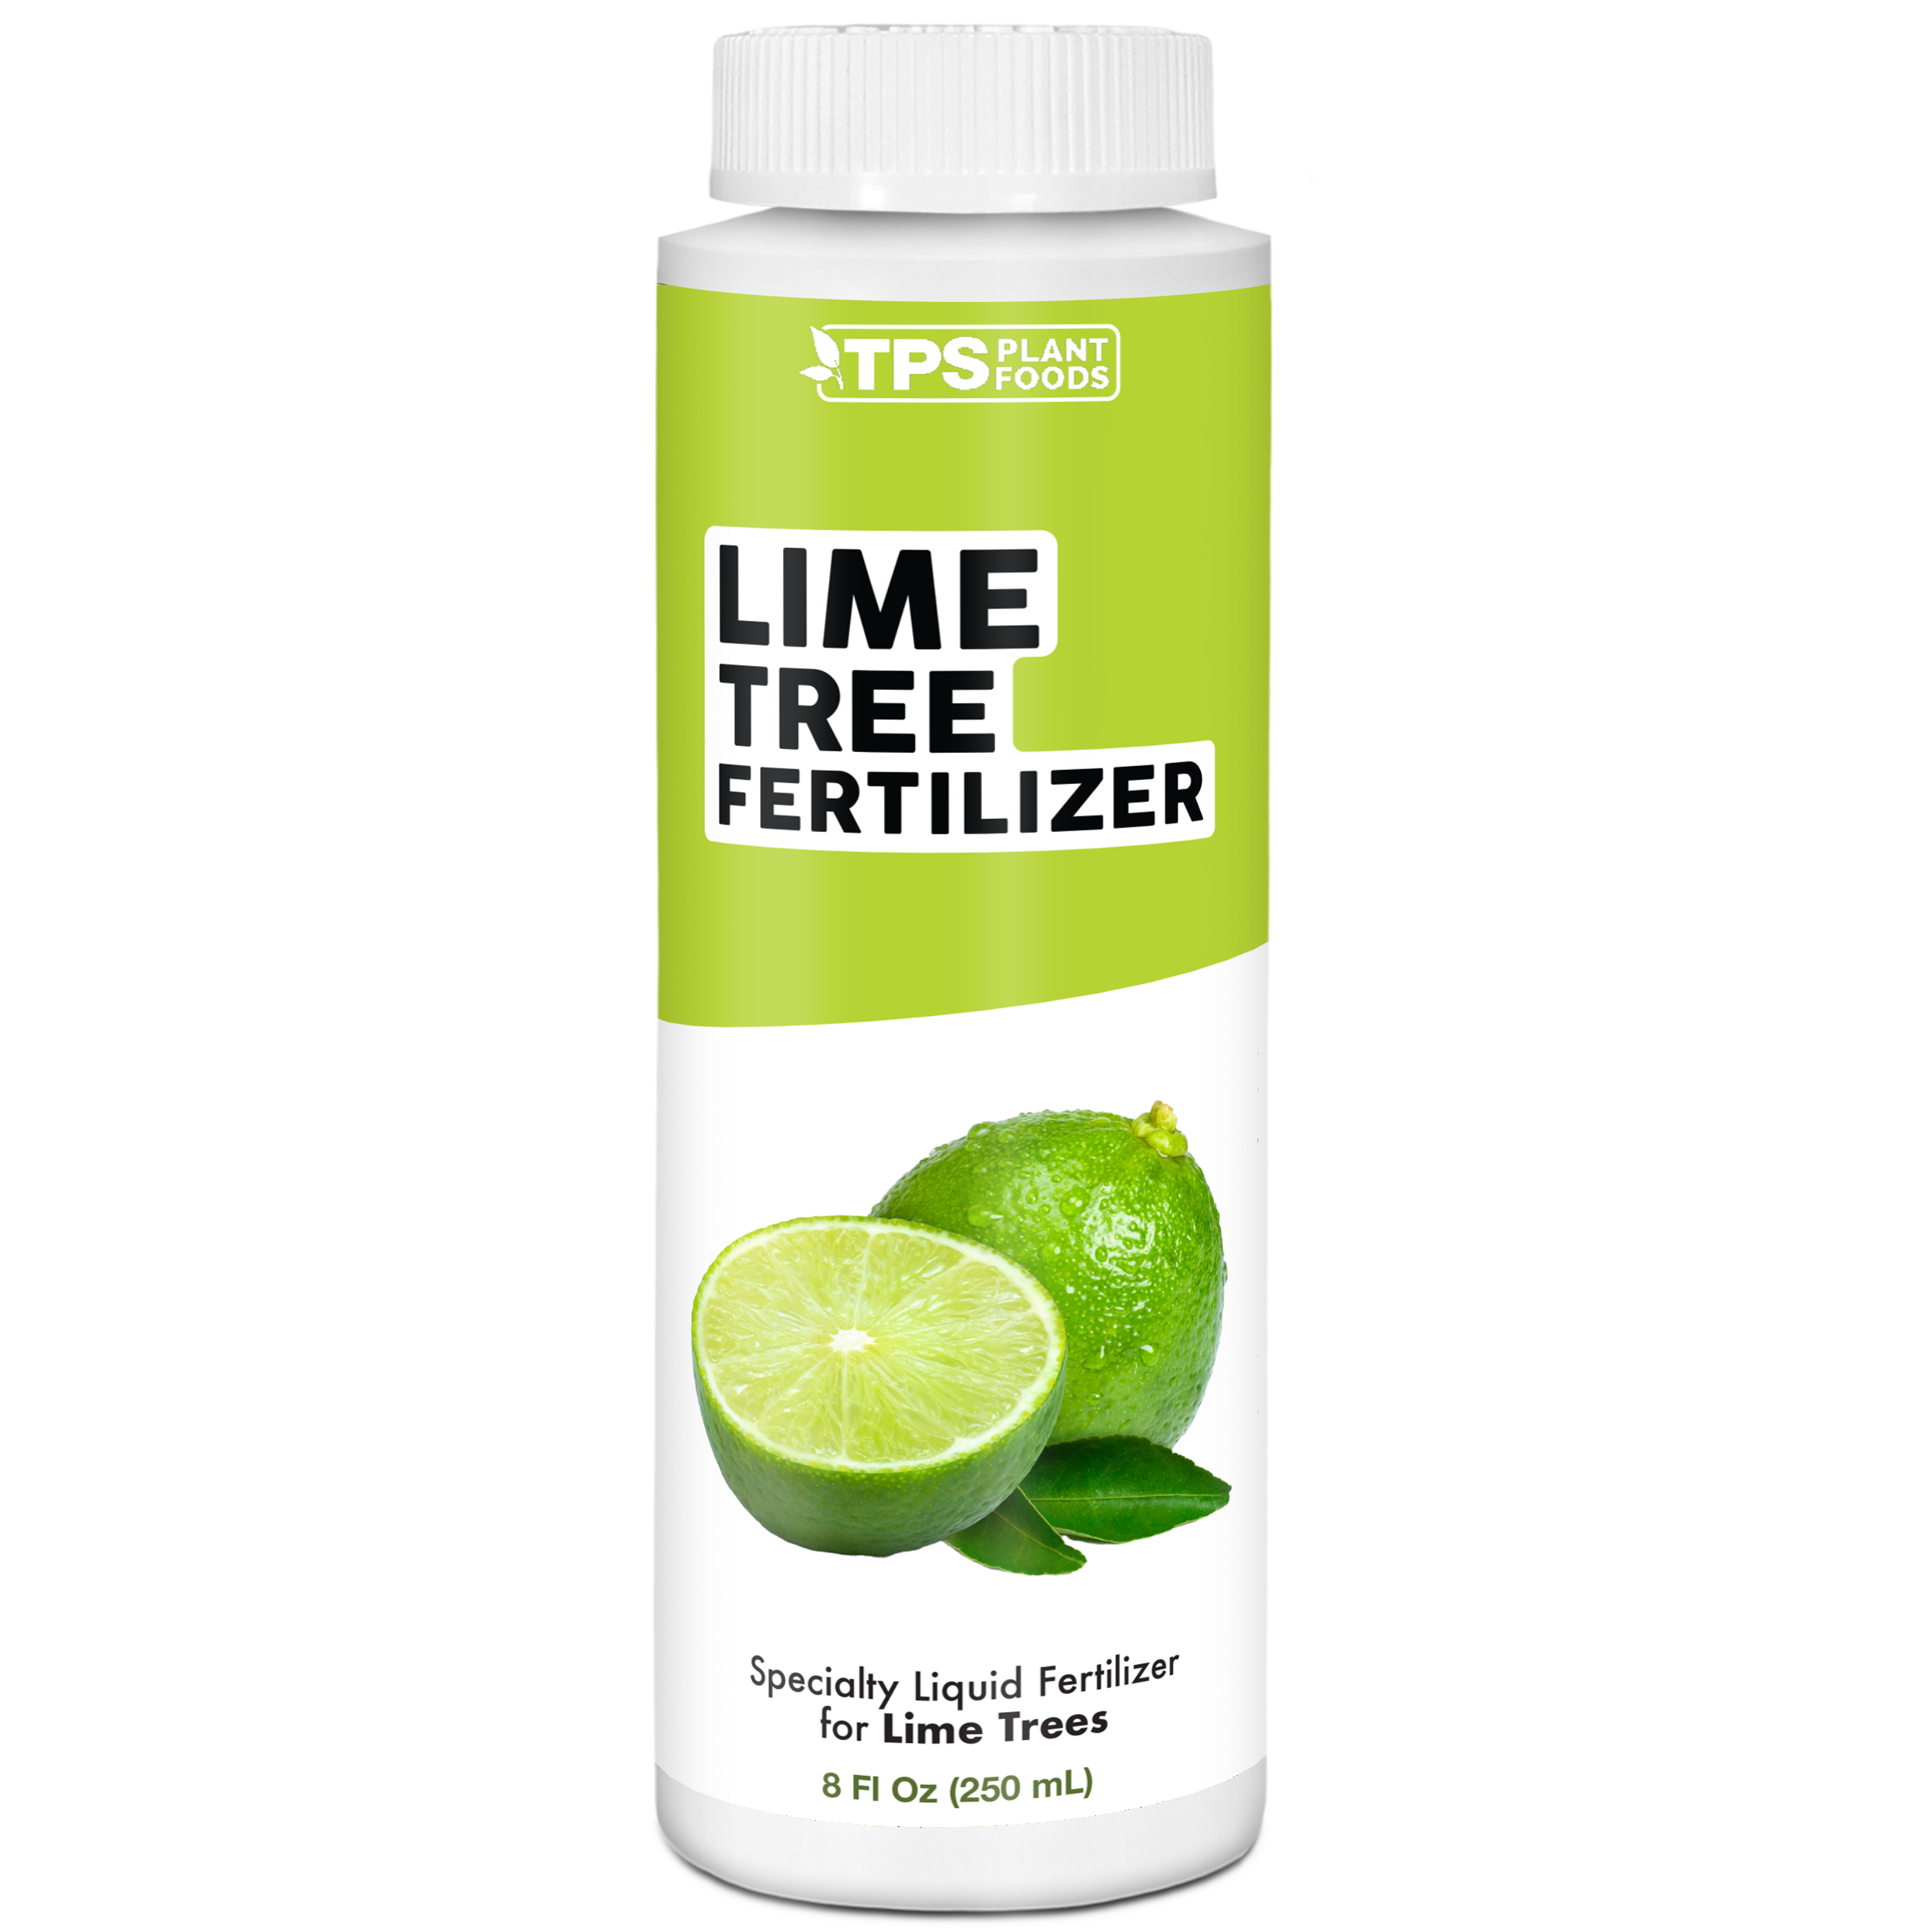 TPS PLANT FOODS
LIME
TREE
FERTILIZER
Specialty Liquid Fertilizer
for Lime Trees
8 Fl Oz (250 mL)